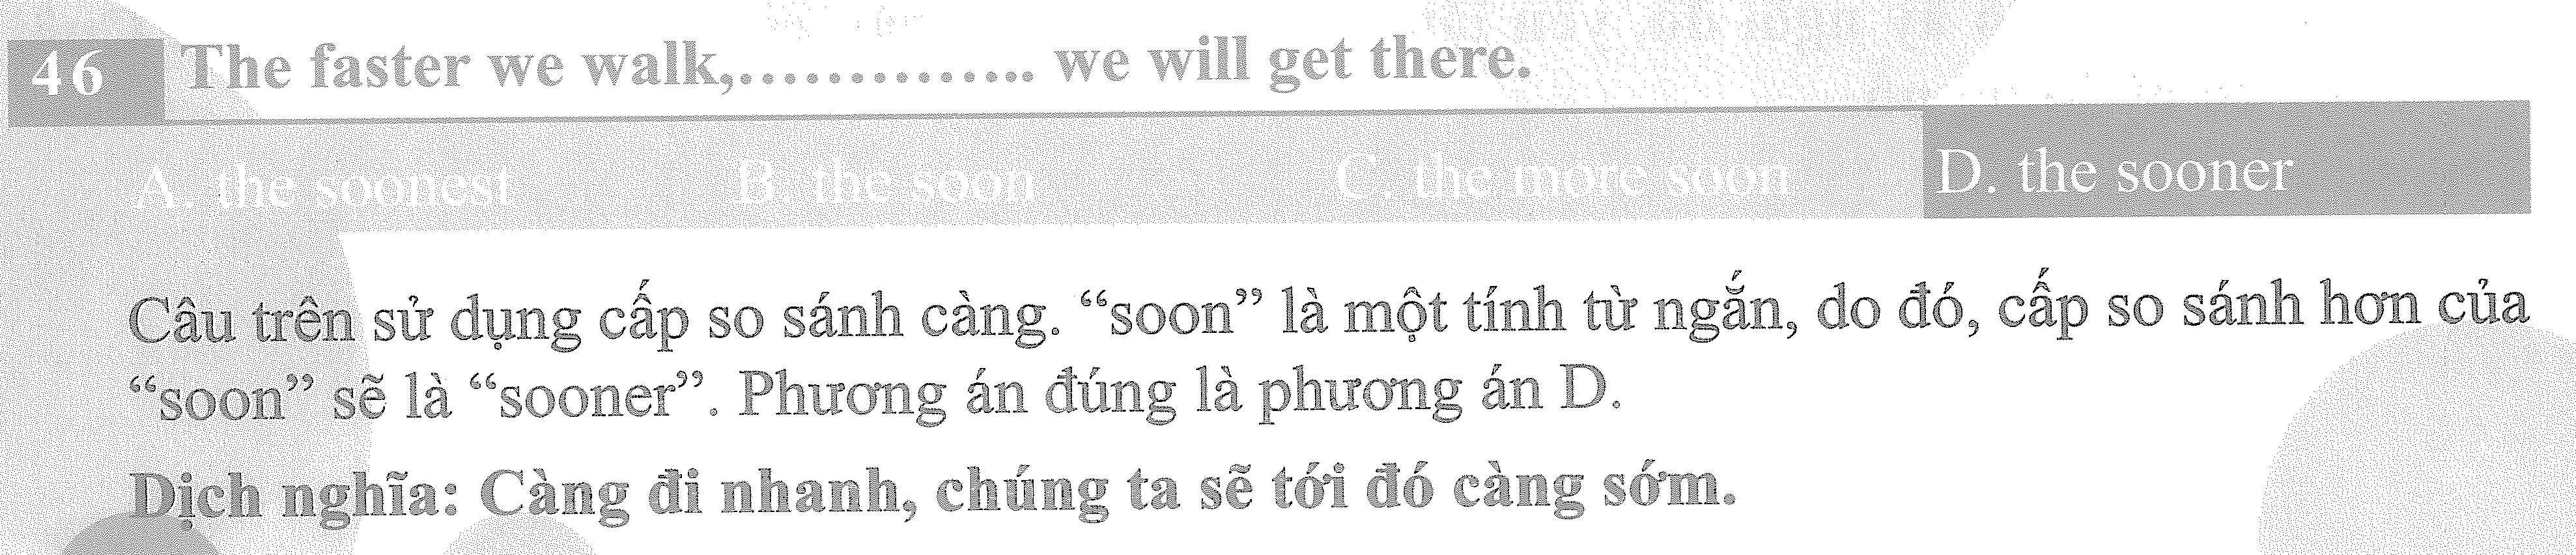 46 The faster we walk,.............. we will get there.
A. the soonest B. the soon C. the more soon D. the sooner
Câu trên sử dụng cấp so sánh càng. “soon” là một tính từ ngắn, do đó, cấp so sánh hơn của
“soon” sẽ là “sooner”. Phương án đúng là phương án D.
Dịch nghĩa: Càng đi nhanh, chúng ta sẽ tới đó càng sớm.